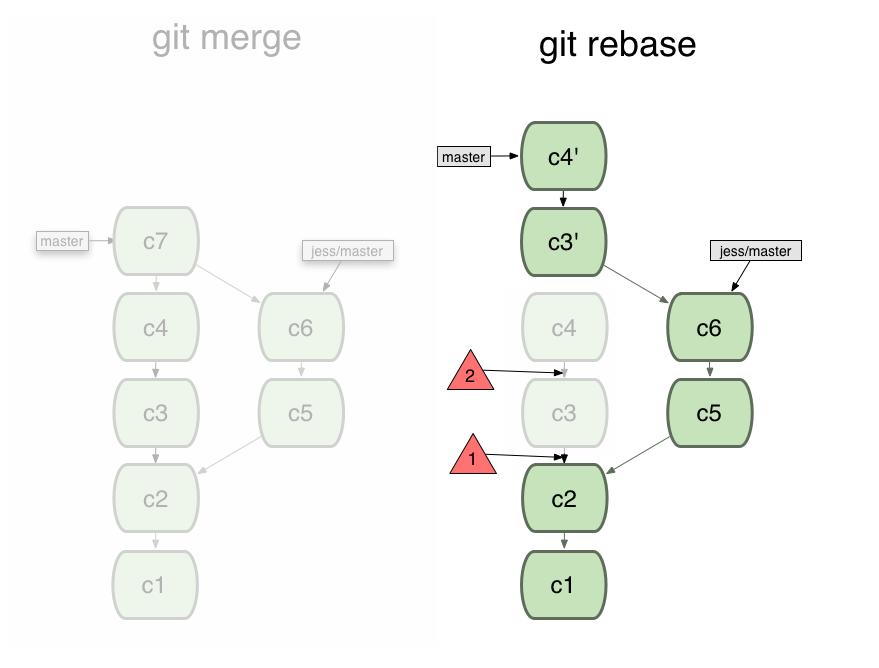 git merge
git rebase
c4'
master
c3'
c7
master
jess/master
jess/master
c4
c6
c4
c6
2
c3
c5
c3
c5
1
c2
c2
c1
c1